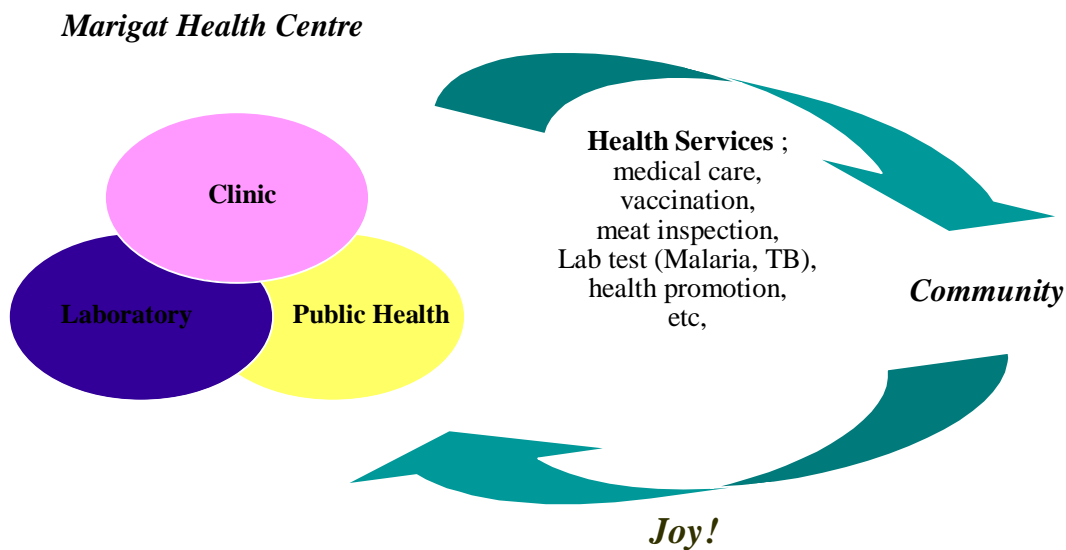 Marigat Health Centre
Clinic
Laboratory
Public Health
Health Services ;
medical care,
vaccination,
meat inspection,
Lab test (Malaria, TB),
health promotion,
etc,
Community
Joy!